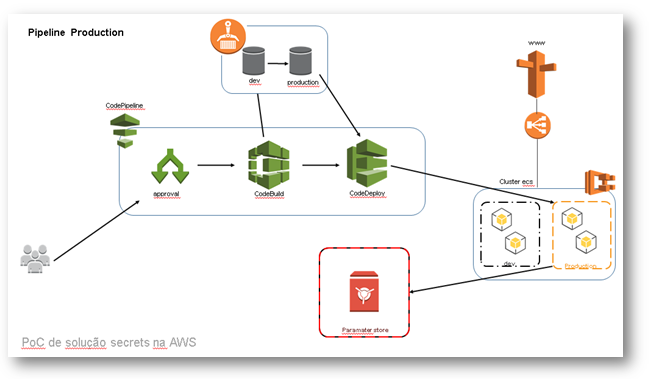 Pipeline Production
www
dev
production
CodePipeline
approval
CodeBuild
CodeDeploy
Cluster ecs
dev
Production
Paramater store
PoC de solução secrets na AWS